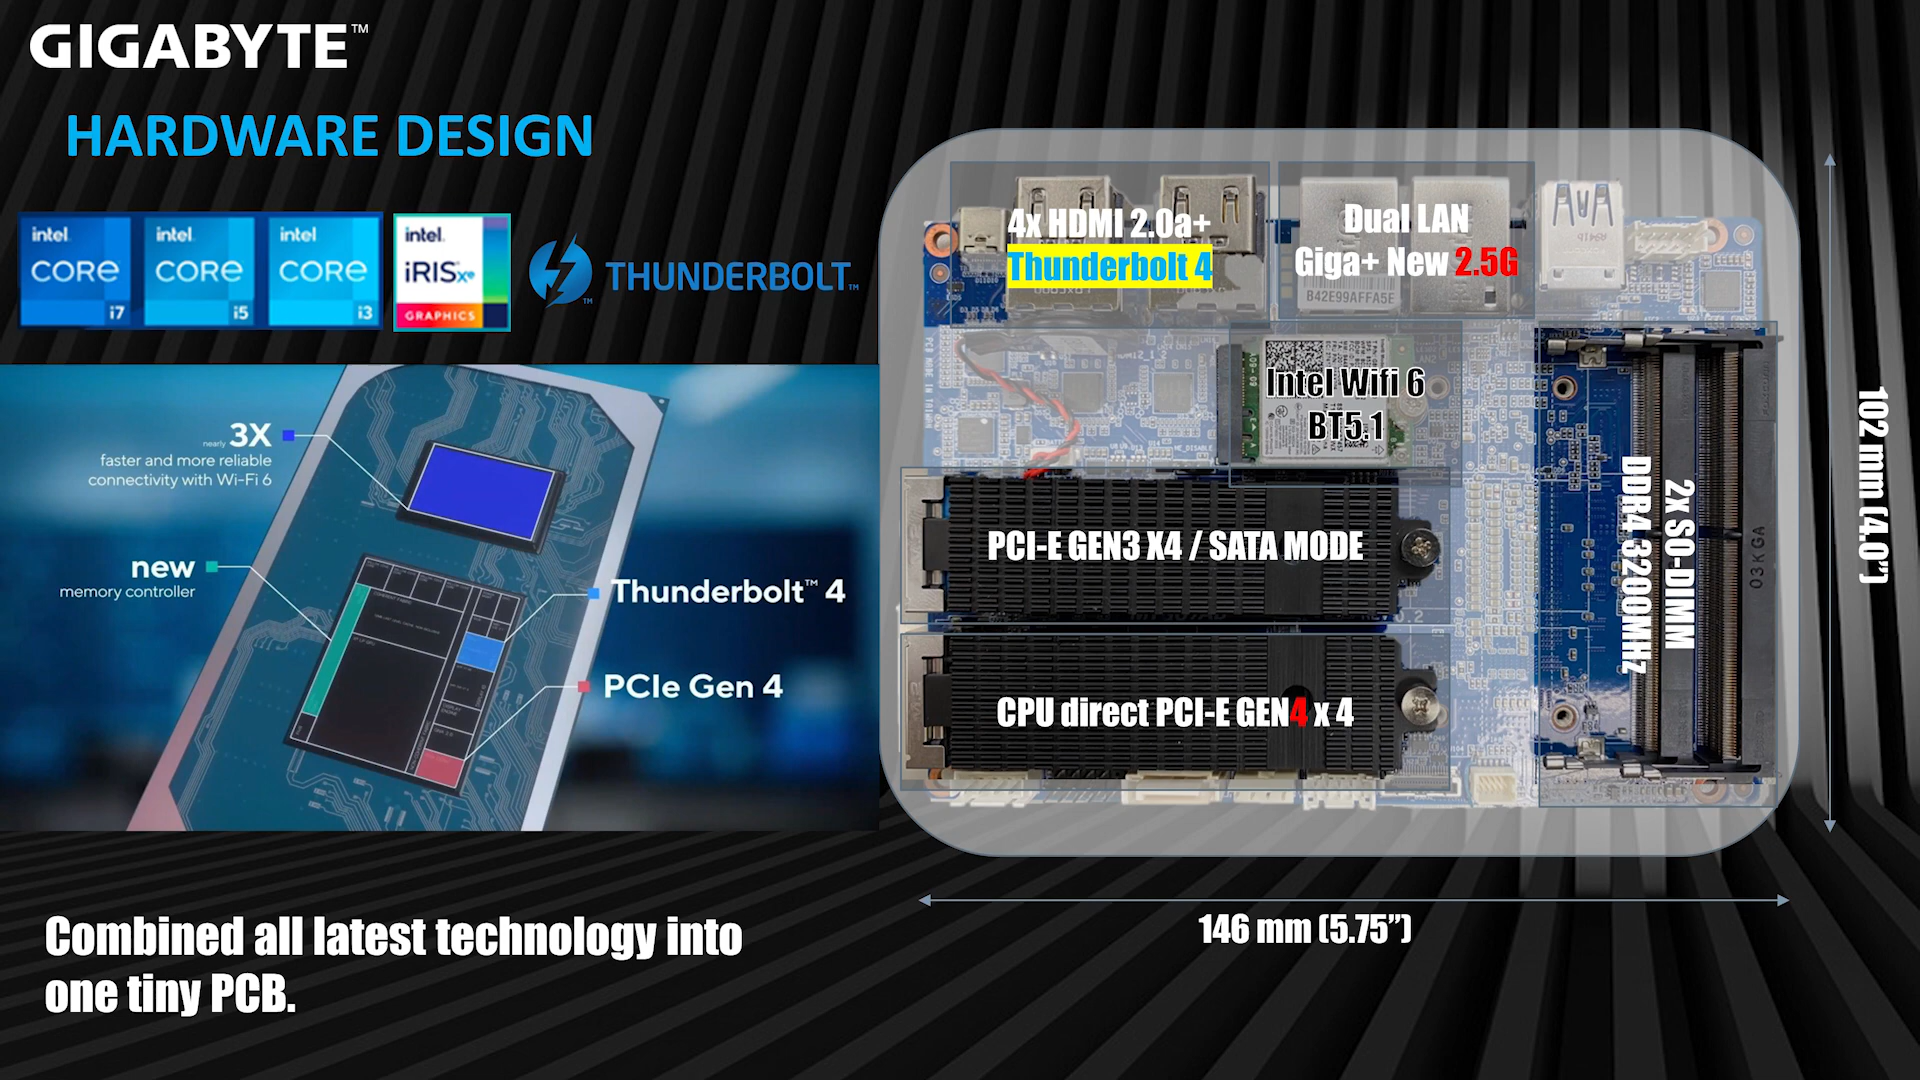 GIGABYTE™
HARDWARE DESIGN
intel.
CORE
i7
intel.
CORE
i5
intel.
CORE
i3
intel.
iRISxe
GRAPHICS
THUNDERBOLT™
nearly 3X
faster and more reliable
connectivity with Wi-Fi 6
new
memory controller
Thunderbolt™ 4
PCIe Gen 4
Combined all latest technology into
one tiny PCB.
4x HDMI 2.0a+
Thunderbolt 4
Dual LAN
Giga+ New 2.5G
B42E99AFFA5E
Intel Wifi 6
BT5.1
PCI-E GEN3 X4 / SATA MODE
CPU direct PCI-E GEN4 x 4
2x SO-DIMM
DDR4 3200MHz
03KGA
102 mm (4.0”)
146 mm (5.75”)